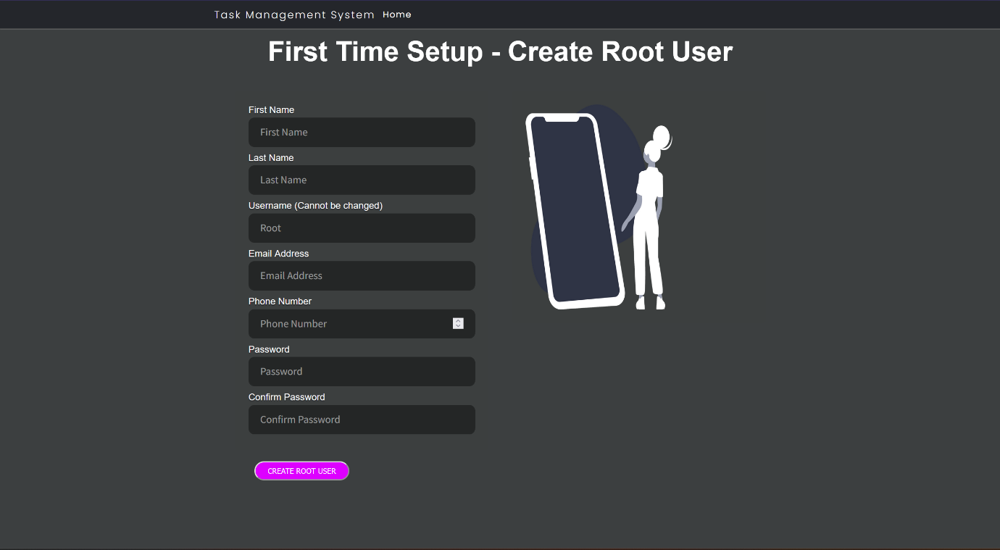 Task Management System Home
First Time Setup - Create Root User
First Name
First Name
Last Name
Last Name
Username (Cannot be changed)
Root
Email Address
Email Address
Phone Number
Phone Number
Password
Password
Confirm Password
Confirm Password
CREATE ROOT USER